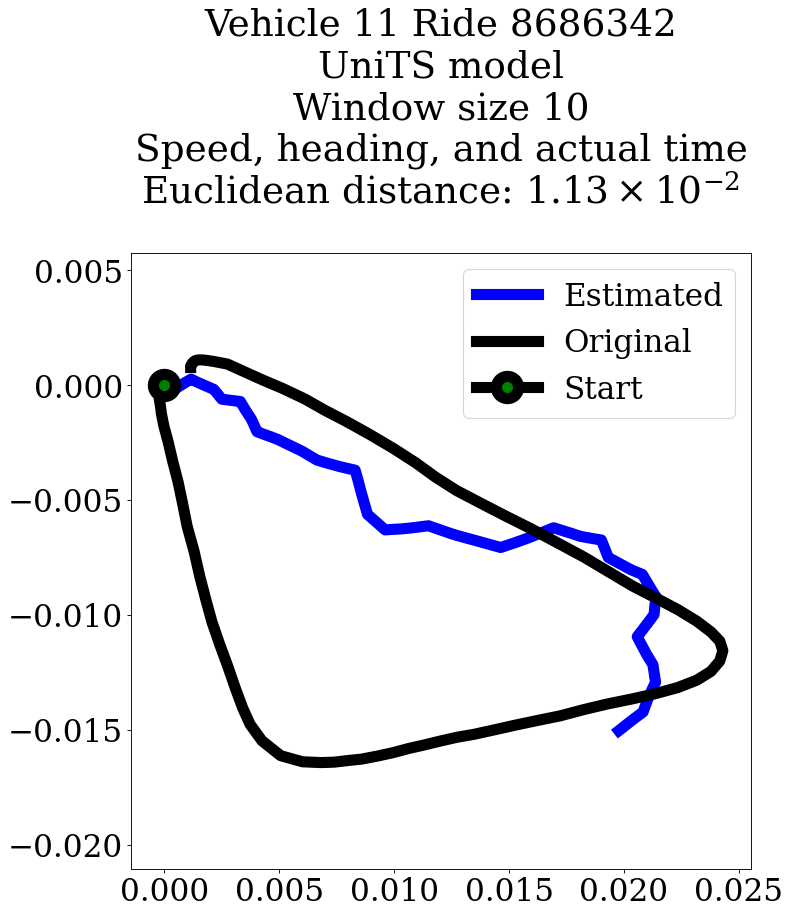 Vehicle 11 Ride 8686342
UniTS model
Window size 10
Speed, heading, and actual time
Euclidean distance: 1.13 × 10⁻²
Estimated
Original
Start
0.005
0.000
−0.005
−0.010
−0.015
−0.020
0.000 0.005 0.010 0.015 0.020 0.025